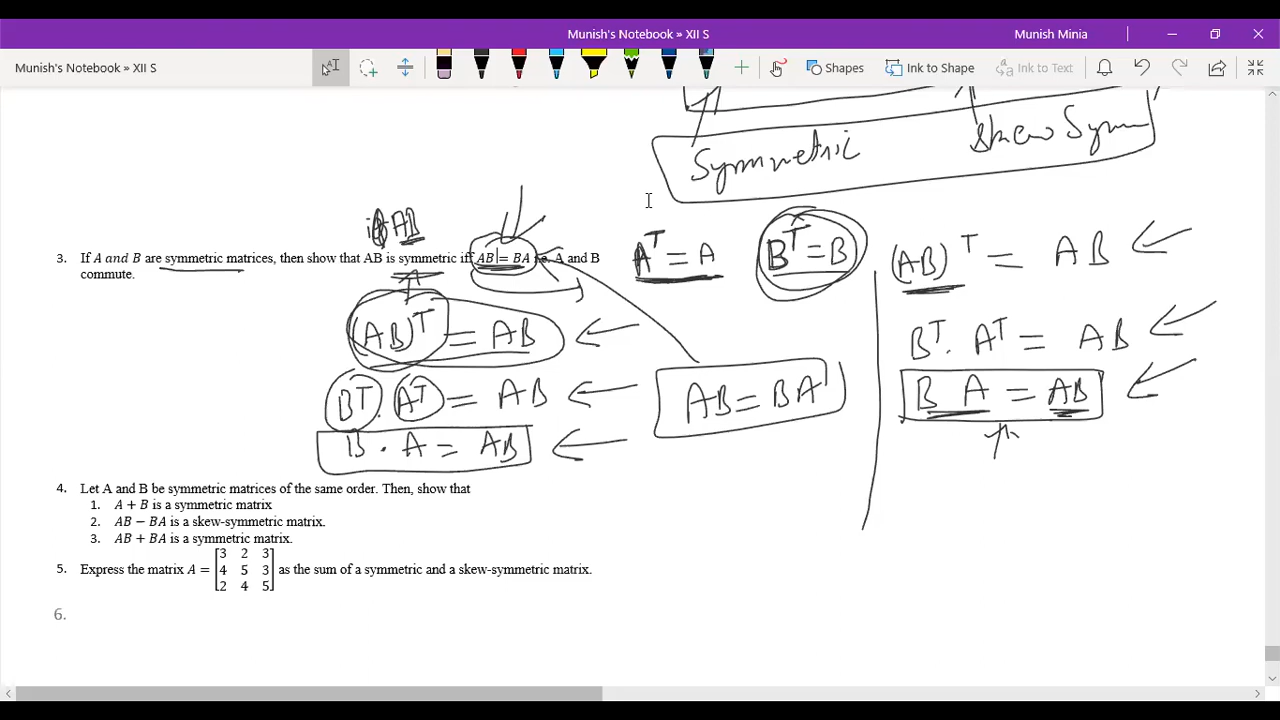 Munish's Notebook » XII S
Munish Minia
Munish's Notebook » XII S
Shapes
Ink to Shape
Ink to Text
Symmetric
Skew Symm
if AB
3. If A and B are symmetric matrices, then show that AB is symmetric iff AB = BA i.e. A and B
commute.
A^T = A
B^T = B
(AB)^T = AB
(AB)^T = AB
B^T . A^T = AB
B^T . A^T = AB
AB = BA
B A = AB
B . A = AB
4. Let A and B be symmetric matrices of the same order. Then, show that
1. A + B is a symmetric matrix
2. AB − BA is a skew-symmetric matrix.
3. AB + BA is a symmetric matrix.
5. Express the matrix A = [3 2 3
4 5 3
2 4 5] as the sum of a symmetric and a skew-symmetric matrix.
6.